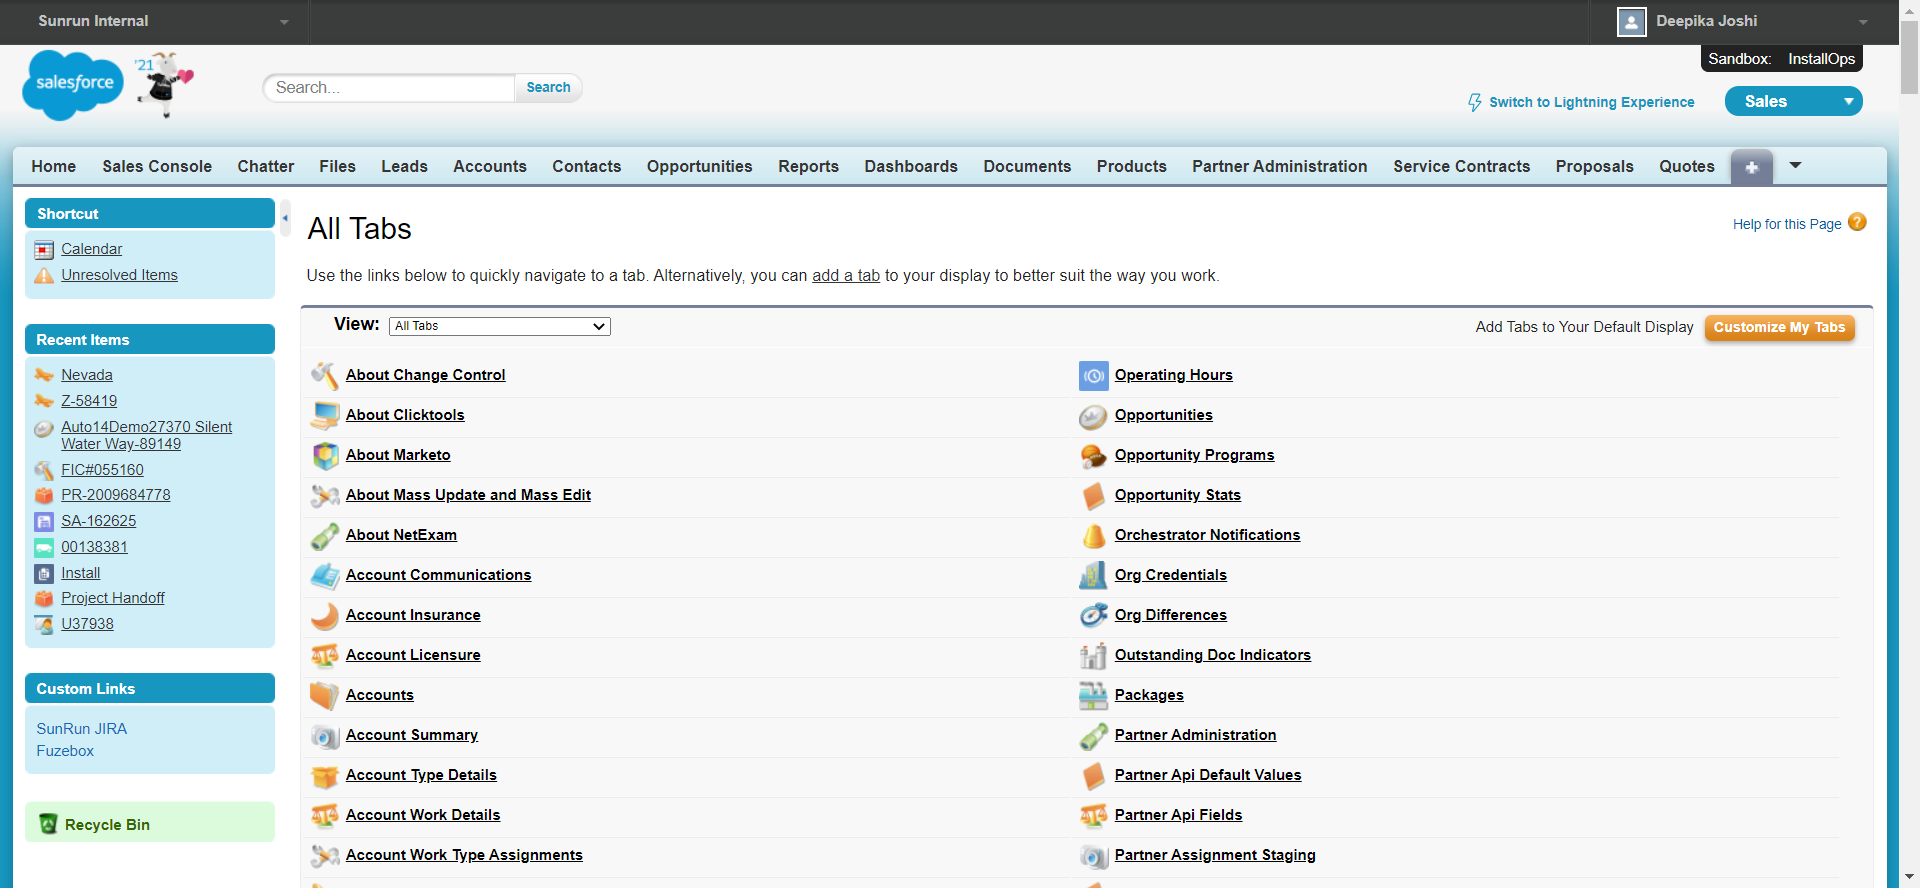 Sunrun Internal
Deepika Joshi
Sandbox: InstallOps
salesforce
'21
Search...
Search
Switch to Lightning Experience
Sales
Home Sales Console Chatter Files Leads Accounts Contacts Opportunities Reports Dashboards Documents Products Partner Administration Service Contracts Proposals Quotes
Shortcut
Calendar
Unresolved Items
Recent Items
Nevada
Z-58419
Auto14Demo27370 Silent
Water Way-89149
FIC#055160
PR-2009684778
SA-162625
00138381
Install
Project Handoff
U37938
Custom Links
SunRun JIRA
Fuzebox
Recycle Bin
All Tabs
Help for this Page
Use the links below to quickly navigate to a tab. Alternatively, you can add a tab to your display to better suit the way you work.
View: All Tabs
Add Tabs to Your Default Display Customize My Tabs
About Change Control
About Clicktools
About Marketo
About Mass Update and Mass Edit
About NetExam
Account Communications
Account Insurance
Account Licensure
Accounts
Account Summary
Account Type Details
Account Work Details
Account Work Type Assignments
Operating Hours
Opportunities
Opportunity Programs
Opportunity Stats
Orchestrator Notifications
Org Credentials
Org Differences
Outstanding Doc Indicators
Packages
Partner Administration
Partner Api Default Values
Partner Api Fields
Partner Assignment Staging